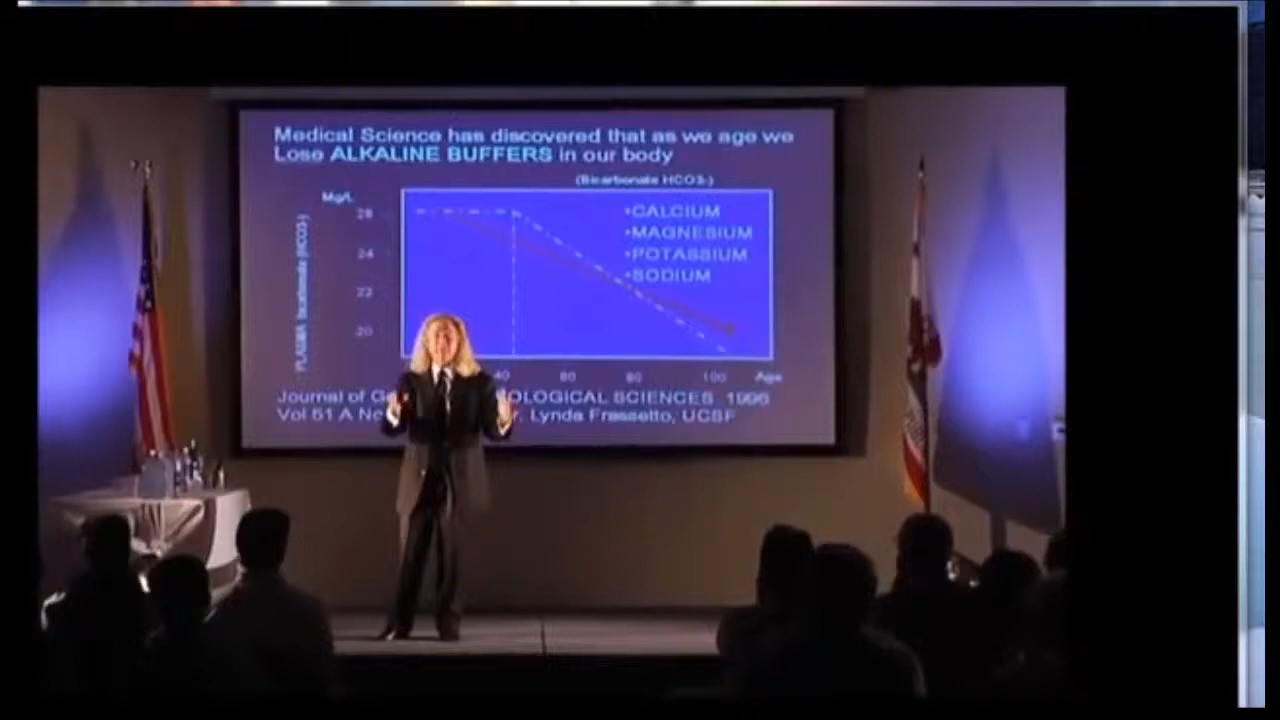 Medical Science has discovered that as we age we
Lose ALKALINE BUFFERS in our body
(Bicarbonate HCO3-)
Mg/L
PLASMA bicarbonate (HCO3-)
28
24
22
20
•CALCIUM
•MAGNESIUM
•POTASSIUM
•SODIUM
40 60 80 100 Age
Journal of OLOGICAL SCIENCES 1996
Vol 51 A Lynda Frassetto, UCSF